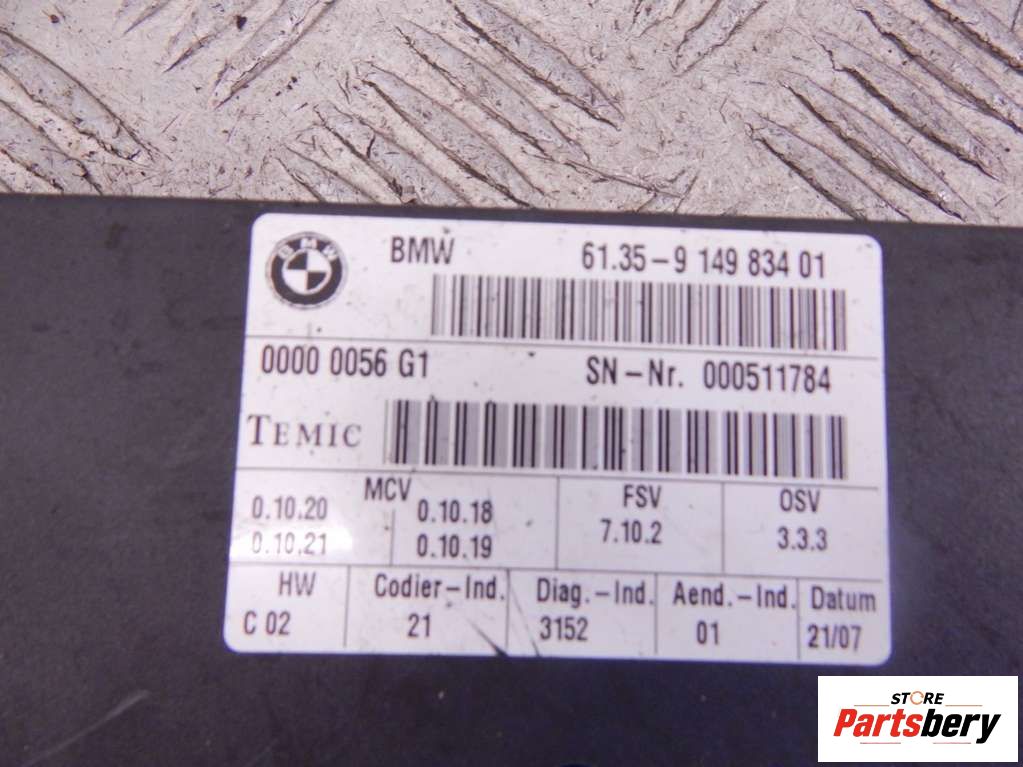 BMW
BMW 61.35-9 149 834 01
0000 0056 G1 SN-Nr. 000511784
TEMIC
MCV FSV OSV
0.10.20 0.10.18 7.10.2 3.3.3
0.10.21 0.10.19
HW Codier-Ind. Diag.-Ind. Aend.-Ind. Datum
C 02 21 3152 01 21/07
STORE
Partsbery